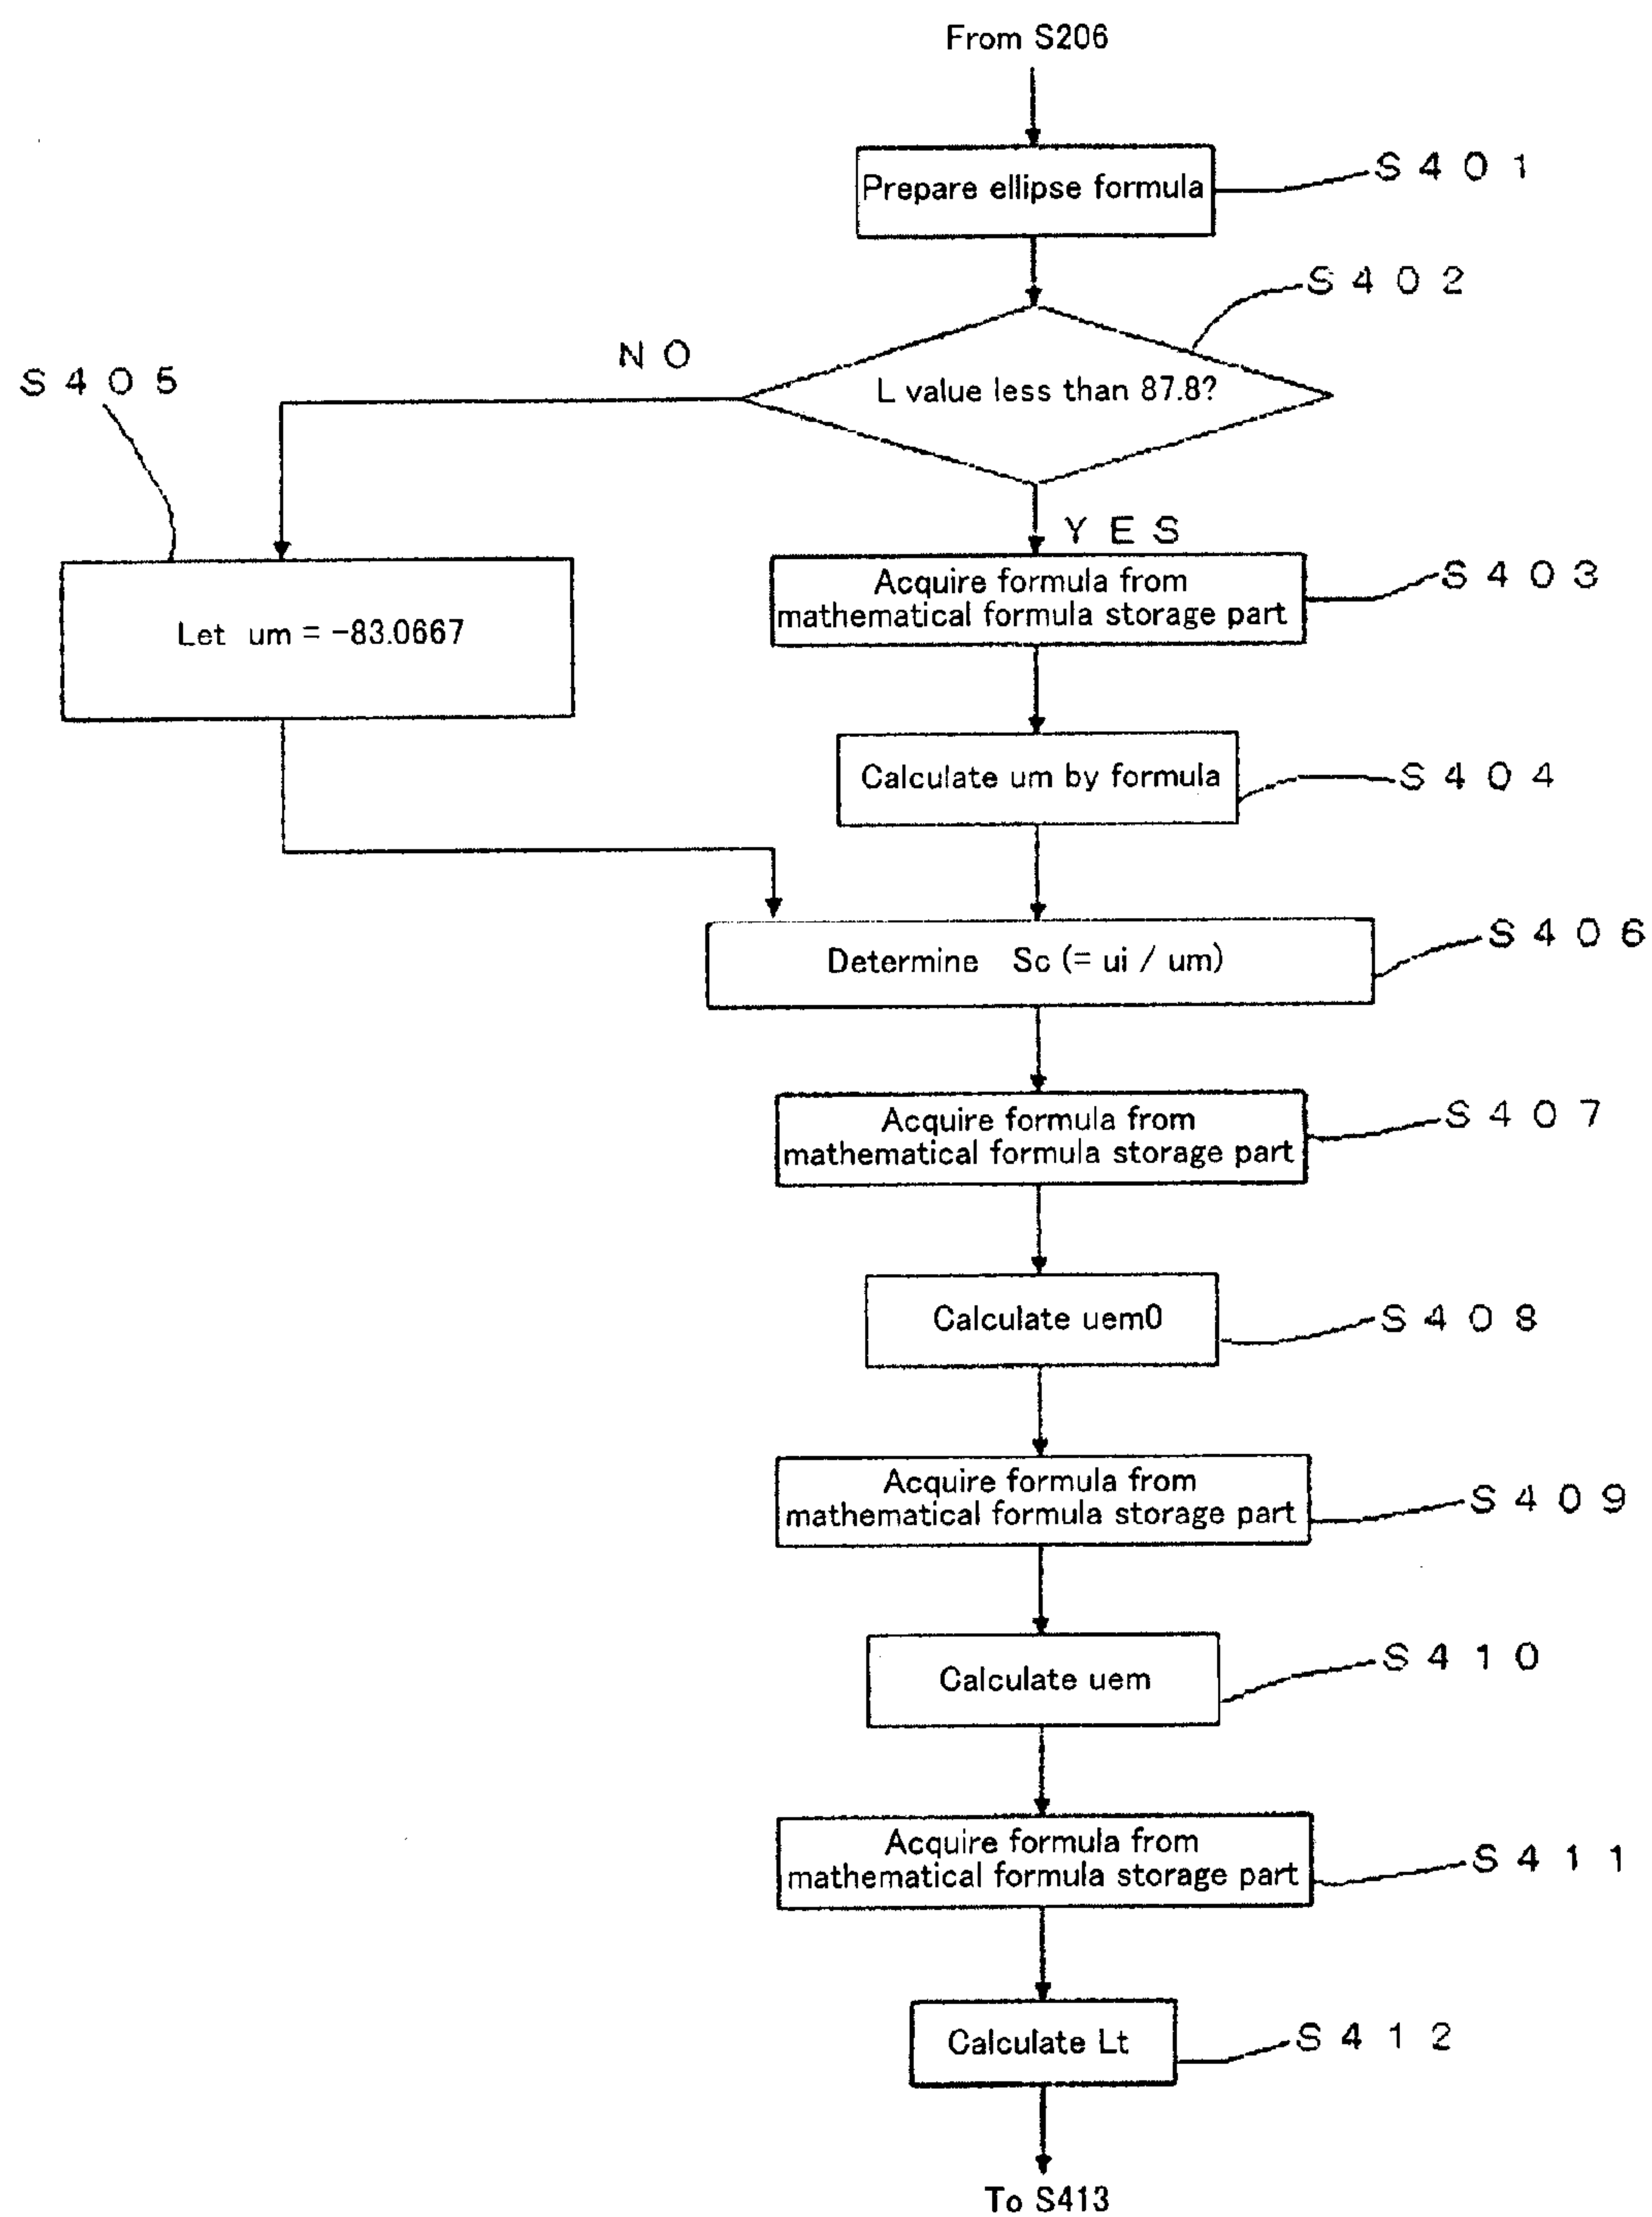 From S206
Prepare ellipse formula
S401
S402
NO
S405
L value less than 87.8?
YES
Acquire formula from
mathematical formula storage part
S403
Let um = -83.0667
Calculate um by formula
S404
Determine Sc (= ui / um)
S406
Acquire formula from
mathematical formula storage part
S407
Calculate uem0
S408
Acquire formula from
mathematical formula storage part
S409
Calculate uem
S410
Acquire formula from
mathematical formula storage part
S411
Calculate Lt
S412
To S413